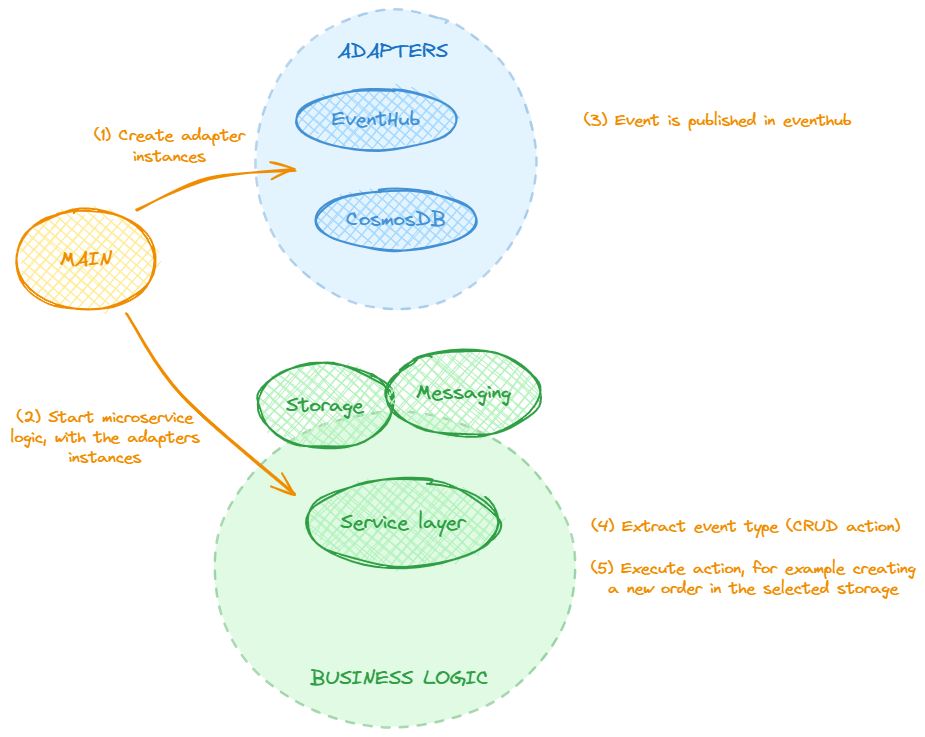 ADAPTERS
EventHub
(1) Create adapter
instances
(3) Event is published in eventhub
CosmosDB
MAIN
Storage
Messaging
(2) Start microservice
logic, with the adapters
instances
Service layer
(4) Extract event type (CRUD action)
(5) Execute action, for example creating
a new order in the selected storage
BUSINESS LOGIC